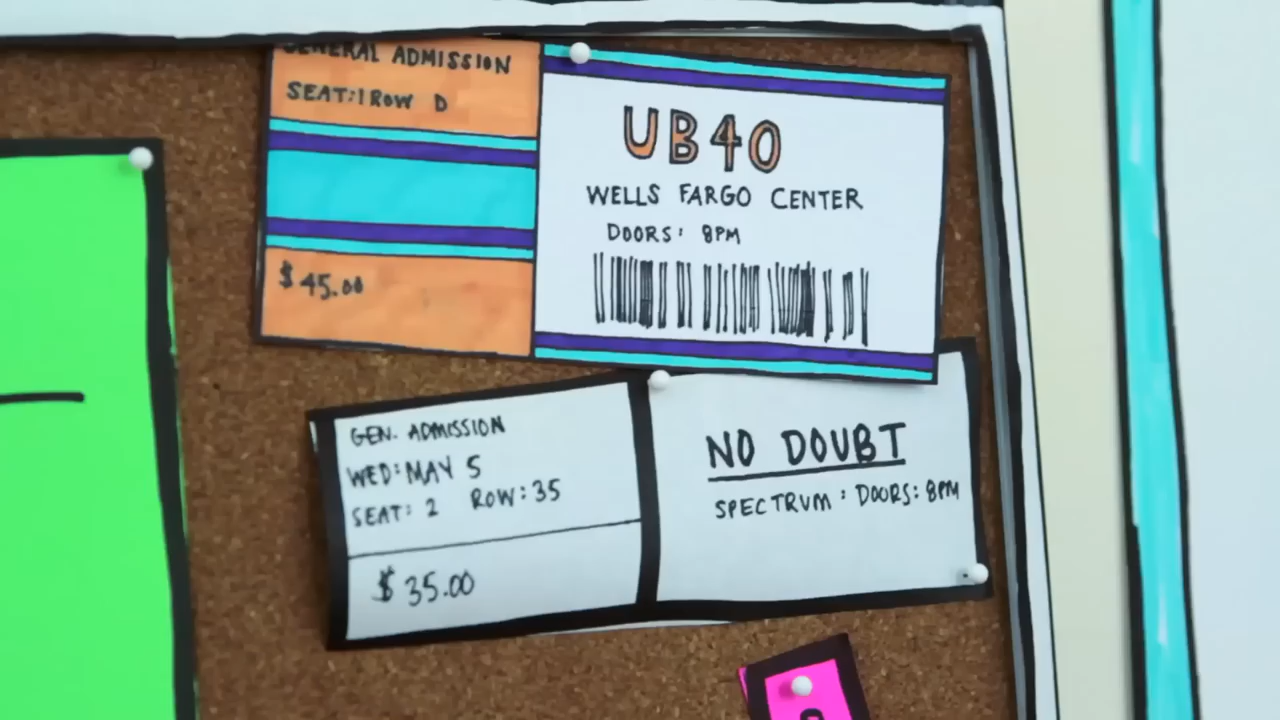 GENERAL ADMISSION
SEAT:1 ROW D
$45.00
UB40
WELLS FARGO CENTER
DOORS: 8PM
GEN. ADMISSION
WED: MAY 5
SEAT: 2 ROW: 35
$35.00
NO DOUBT
SPECTRUM: DOORS: 8PM